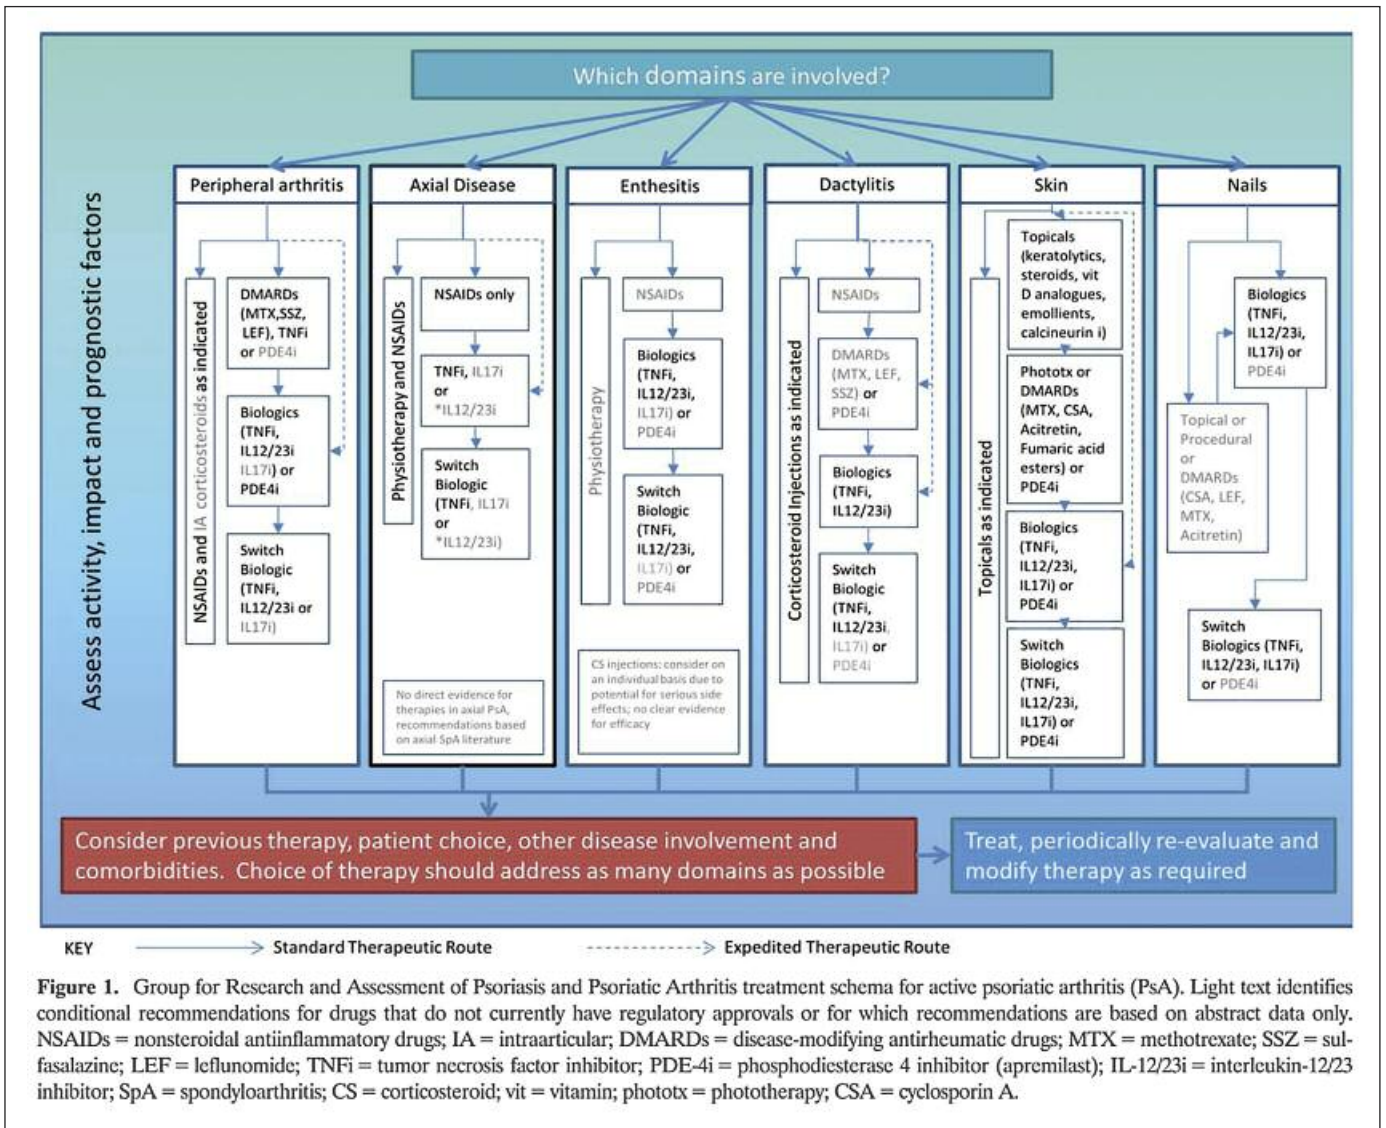 Which domains are involved?
Assess activity, impact and prognostic factors
Peripheral arthritis
NSAIDs and IA corticosteroids as indicated
DMARDs
(MTX,SSZ,
LEF), TNFi
or PDE4i
Biologics
(TNFi,
IL12/23i
IL17i) or
PDE4i
Switch
Biologic
(TNFi,
IL12/23i or
IL17i)
Axial Disease
Physiotherapy and NSAIDs
NSAIDs only
TNFi, IL17i
or
*IL12/23i
Switch
Biologic
(TNFi, IL17i
or
*IL12/23i)
No direct evidence for
therapies in axial PsA,
recommendations based
on axial SpA literature
Enthesitis
Physiotherapy
NSAIDs
Biologics
(TNFi,
IL12/23i,
IL17i) or
PDE4i
Switch
Biologic
(TNFi,
IL12/23i,
IL17i) or
PDE4i
CS injections: consider on
an individual basis due to
potential for serious side
effects; no clear evidence
for efficacy
Dactylitis
Corticosteroid Injections as indicated
NSAIDs
DMARDs
(MTX, LEF,
SSZ) or
PDE4i
Biologics
(TNFi,
IL12/23i)
Switch
Biologic
(TNFi,
IL12/23i,
IL17i) or
PDE4i
Skin
Topicals as indicated
Topicals
(keratolytics,
steroids, vit
D analogues,
emollients,
calcineurin i)
Phototx or
DMARDs
(MTX, CSA,
Acitretin,
Fumaric acid
esters) or
PDE4i
Biologics
(TNFi,
IL12/23i,
IL17i) or
PDE4i
Switch
Biologics
(TNFi,
IL12/23i,
IL17i) or
PDE4i
Nails
Biologics
(TNFi,
IL12/23i,
IL17i) or
PDE4i
Topical or
Procedural
or
DMARDs
(CSA, LEF,
MTX,
Acitretin)
Switch
Biologics (TNFi,
IL12/23i, IL17i)
or PDE4i
Consider previous therapy, patient choice, other disease involvement and
comorbidities. Choice of therapy should address as many domains as possible
Treat, periodically re-evaluate and
modify therapy as required
KEY
Standard Therapeutic Route
Expedited Therapeutic Route
Figure 1. Group for Research and Assessment of Psoriasis and Psoriatic Arthritis treatment schema for active psoriatic arthritis (PsA). Light text identifies
conditional recommendations for drugs that do not currently have regulatory approvals or for which recommendations are based on abstract data only.
NSAIDs = nonsteroidal antiinflammatory drugs; IA = intraarticular; DMARDs = disease-modifying antirheumatic drugs; MTX = methotrexate; SSZ = sul-
fasalazine; LEF = leflunomide; TNFi = tumor necrosis factor inhibitor; PDE-4i = phosphodiesterase 4 inhibitor (apremilast); IL-12/23i = interleukin-12/23
inhibitor; SpA = spondyloarthritis; CS = corticosteroid; vit = vitamin; phototx = phototherapy; CSA = cyclosporin A.